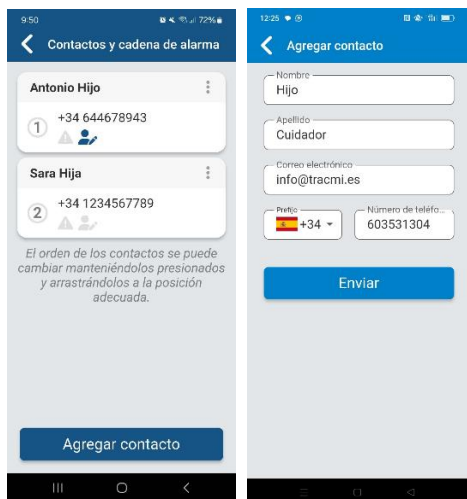 9:50
72%
Contactos y cadena de alarma
Antonio Hijo
1
+34 644678943
Sara Hija
2
+34 1234567789
El orden de los contactos se puede
cambiar manteniéndolos presionados
y arrastrándolos a la posición
adecuada.
Agregar contacto
12:25
Agregar contacto
Nombre
Hijo
Apellido
Cuidador
Correo electrónico
info@tracmi.es
Prefijo
+34
Número de teléfo...
603531304
Enviar